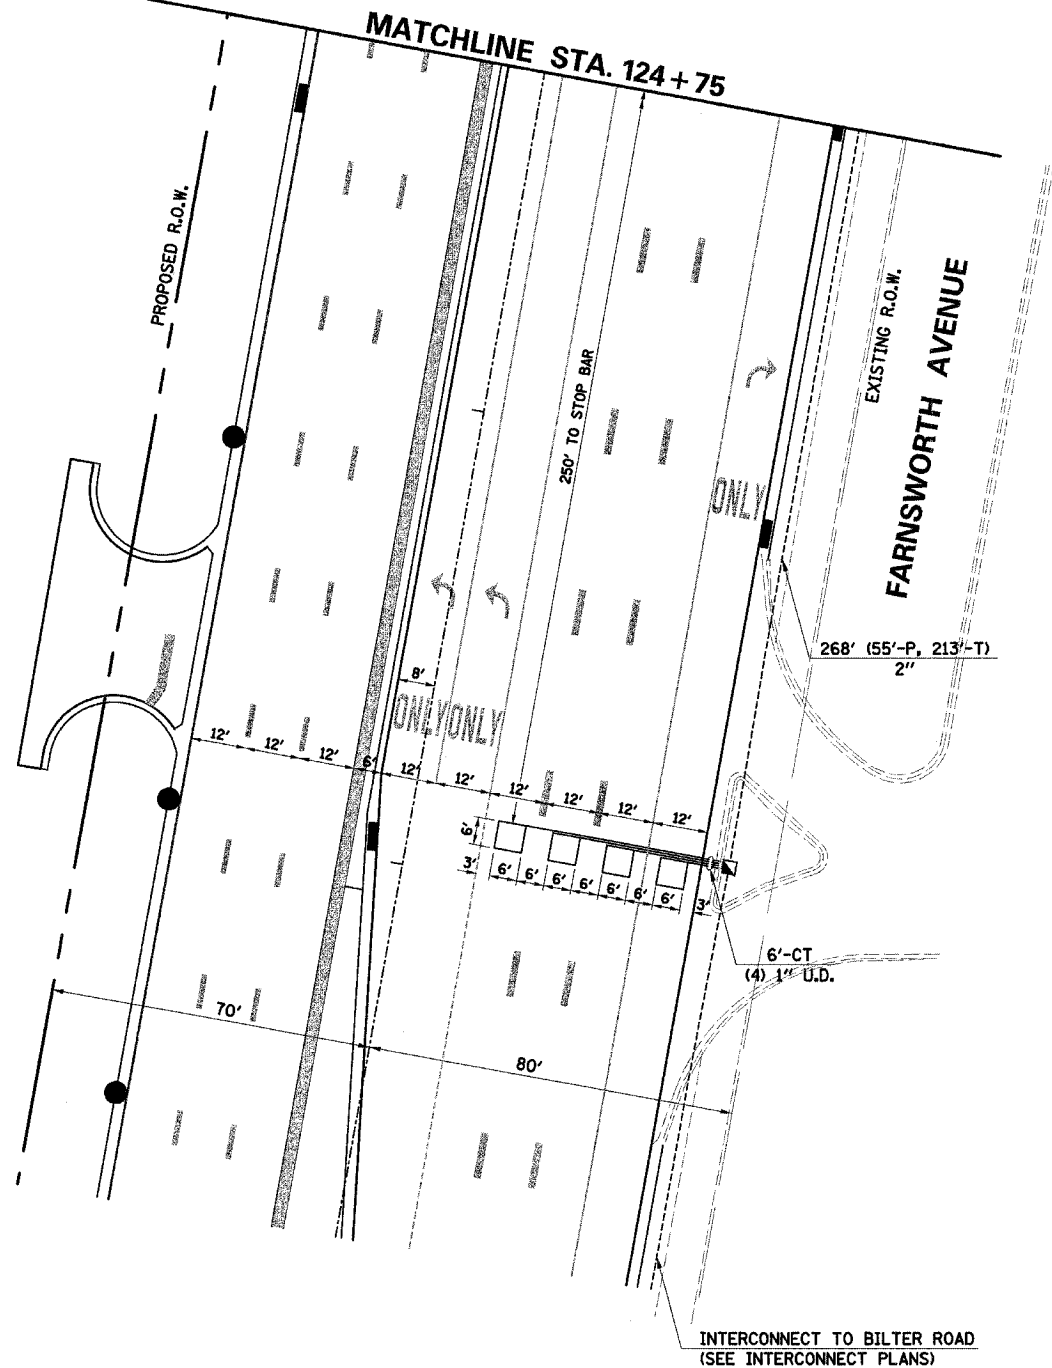 MATCHLINE STA. 124+75
PROPOSED R.O.W.
250' TO STOP BAR
EXISTING R.O.W.
FARNSWORTH AVENUE
ONLY
268' (55'-P, 213'-T)
2"
8'
ONLY ONLY
12' 12' 12' 6' 12' 12' 12' 12' 12' 12'
6'
3' 6' 6' 6' 6' 6' 6' 6' 3'
6'-CT
(4) 1" U.D.
70'
80'
INTERCONNECT TO BILTER ROAD
(SEE INTERCONNECT PLANS)